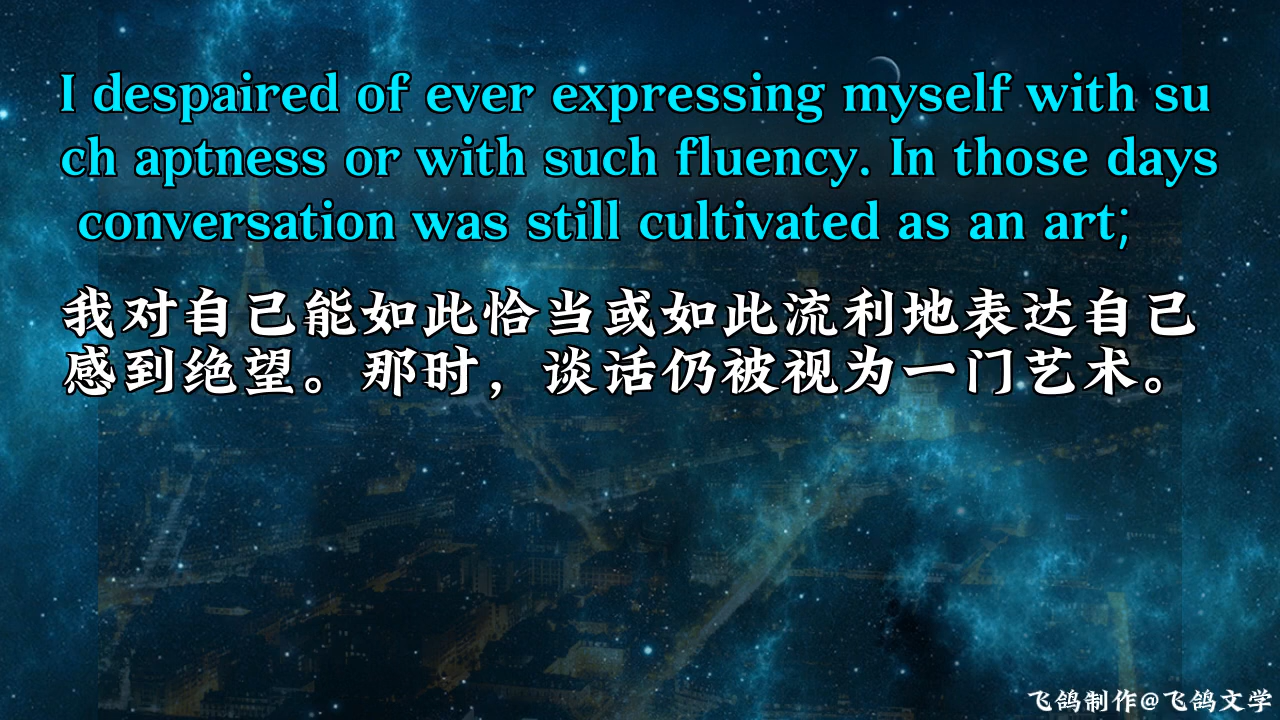 I despaired of ever expressing myself with su
ch aptness or with such fluency. In those days
conversation was still cultivated as an art;
我对自己能如此恰当或如此流利地表达自己
感到绝望。那时，谈话仍被视为一门艺术。
飞鸽制作@飞鸽文学